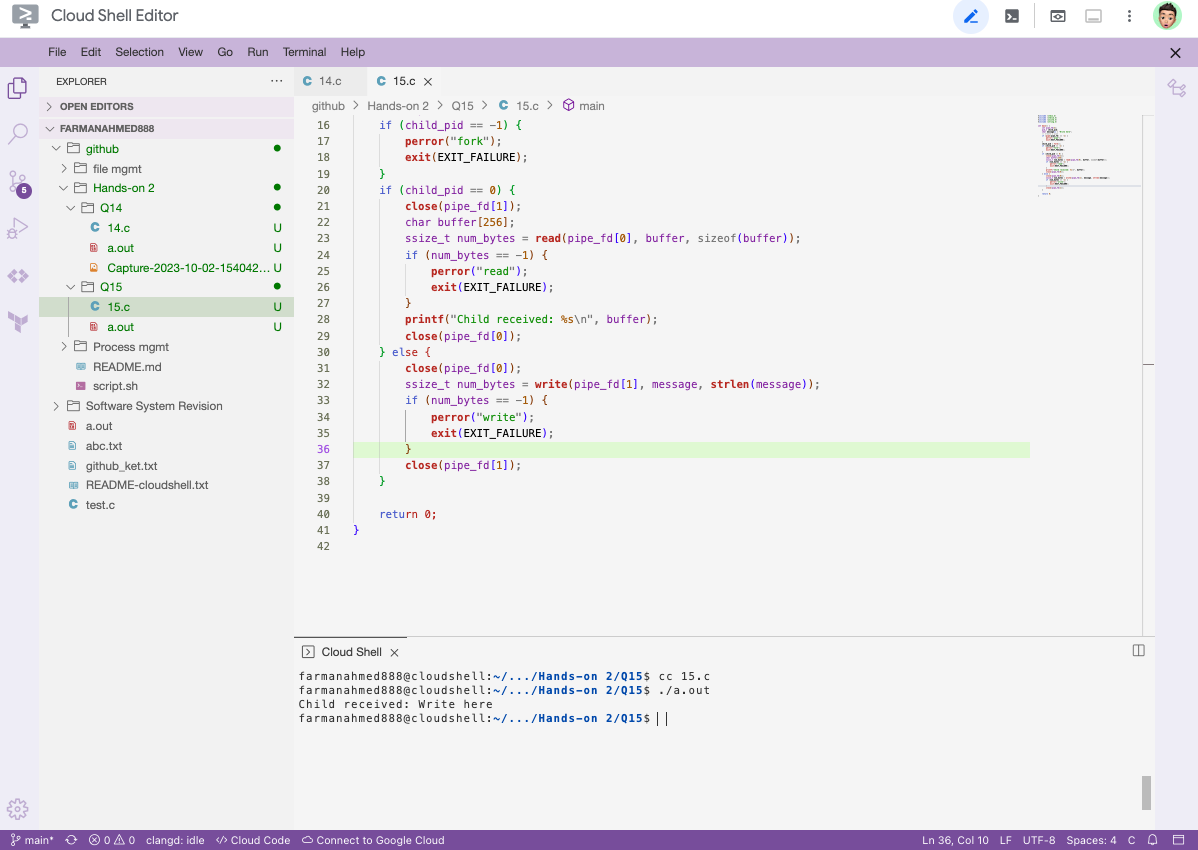 Cloud Shell Editor
File Edit Selection View Go Run Terminal Help
EXPLORER
OPEN EDITORS
FARMANAHMED888
github
file mgmt
Hands-on 2
Q14
14.c U
a.out U
Capture-2023-10-02-154042... U
Q15
15.c U
a.out U
Process mgmt
README.md
script.sh
Software System Revision
a.out
abc.txt
github_ket.txt
README-cloudshell.txt
test.c
5
C 14.c C 15.c
github > Hands-on 2 > Q15 > C 15.c > main
16 if (child_pid == -1) {
17 perror("fork");
18 exit(EXIT_FAILURE);
19 }
20 if (child_pid == 0) {
21 close(pipe_fd[1]);
22 char buffer[256];
23 ssize_t num_bytes = read(pipe_fd[0], buffer, sizeof(buffer));
24 if (num_bytes == -1) {
25 perror("read");
26 exit(EXIT_FAILURE);
27 }
28 printf("Child received: %s\n", buffer);
29 close(pipe_fd[0]);
30 } else {
31 close(pipe_fd[0]);
32 ssize_t num_bytes = write(pipe_fd[1], message, strlen(message));
33 if (num_bytes == -1) {
34 perror("write");
35 exit(EXIT_FAILURE);
36 }
37 close(pipe_fd[1]);
38 }
39
40 return 0;
41 }
42
Cloud Shell
farmanahmed888@cloudshell:~/.../Hands-on 2/Q15$ cc 15.c
farmanahmed888@cloudshell:~/.../Hands-on 2/Q15$ ./a.out
Child received: Write here
farmanahmed888@cloudshell:~/.../Hands-on 2/Q15$
main* 0 0 clangd: idle Cloud Code Connect to Google Cloud Ln 36, Col 10 LF UTF-8 Spaces: 4 C